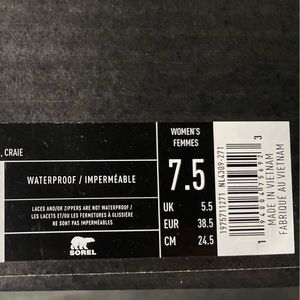 , CRAIE
WATERPROOF / IMPERMÉABLE
LACES AND/OR ZIPPERS ARE NOT WATERPROOF /
LES LACETS ET/OU LES FERMETURES À GLISSIÈRE
NE SONT PAS IMPERMÉABLES
SOREL
WOMEN'S
FEMMES
7.5
UK 5.5
EUR 38.5
CM 24.5
1975711271 NL4309-271
MADE IN VIETNAM
FABRIQUÉ AU VIETNAM